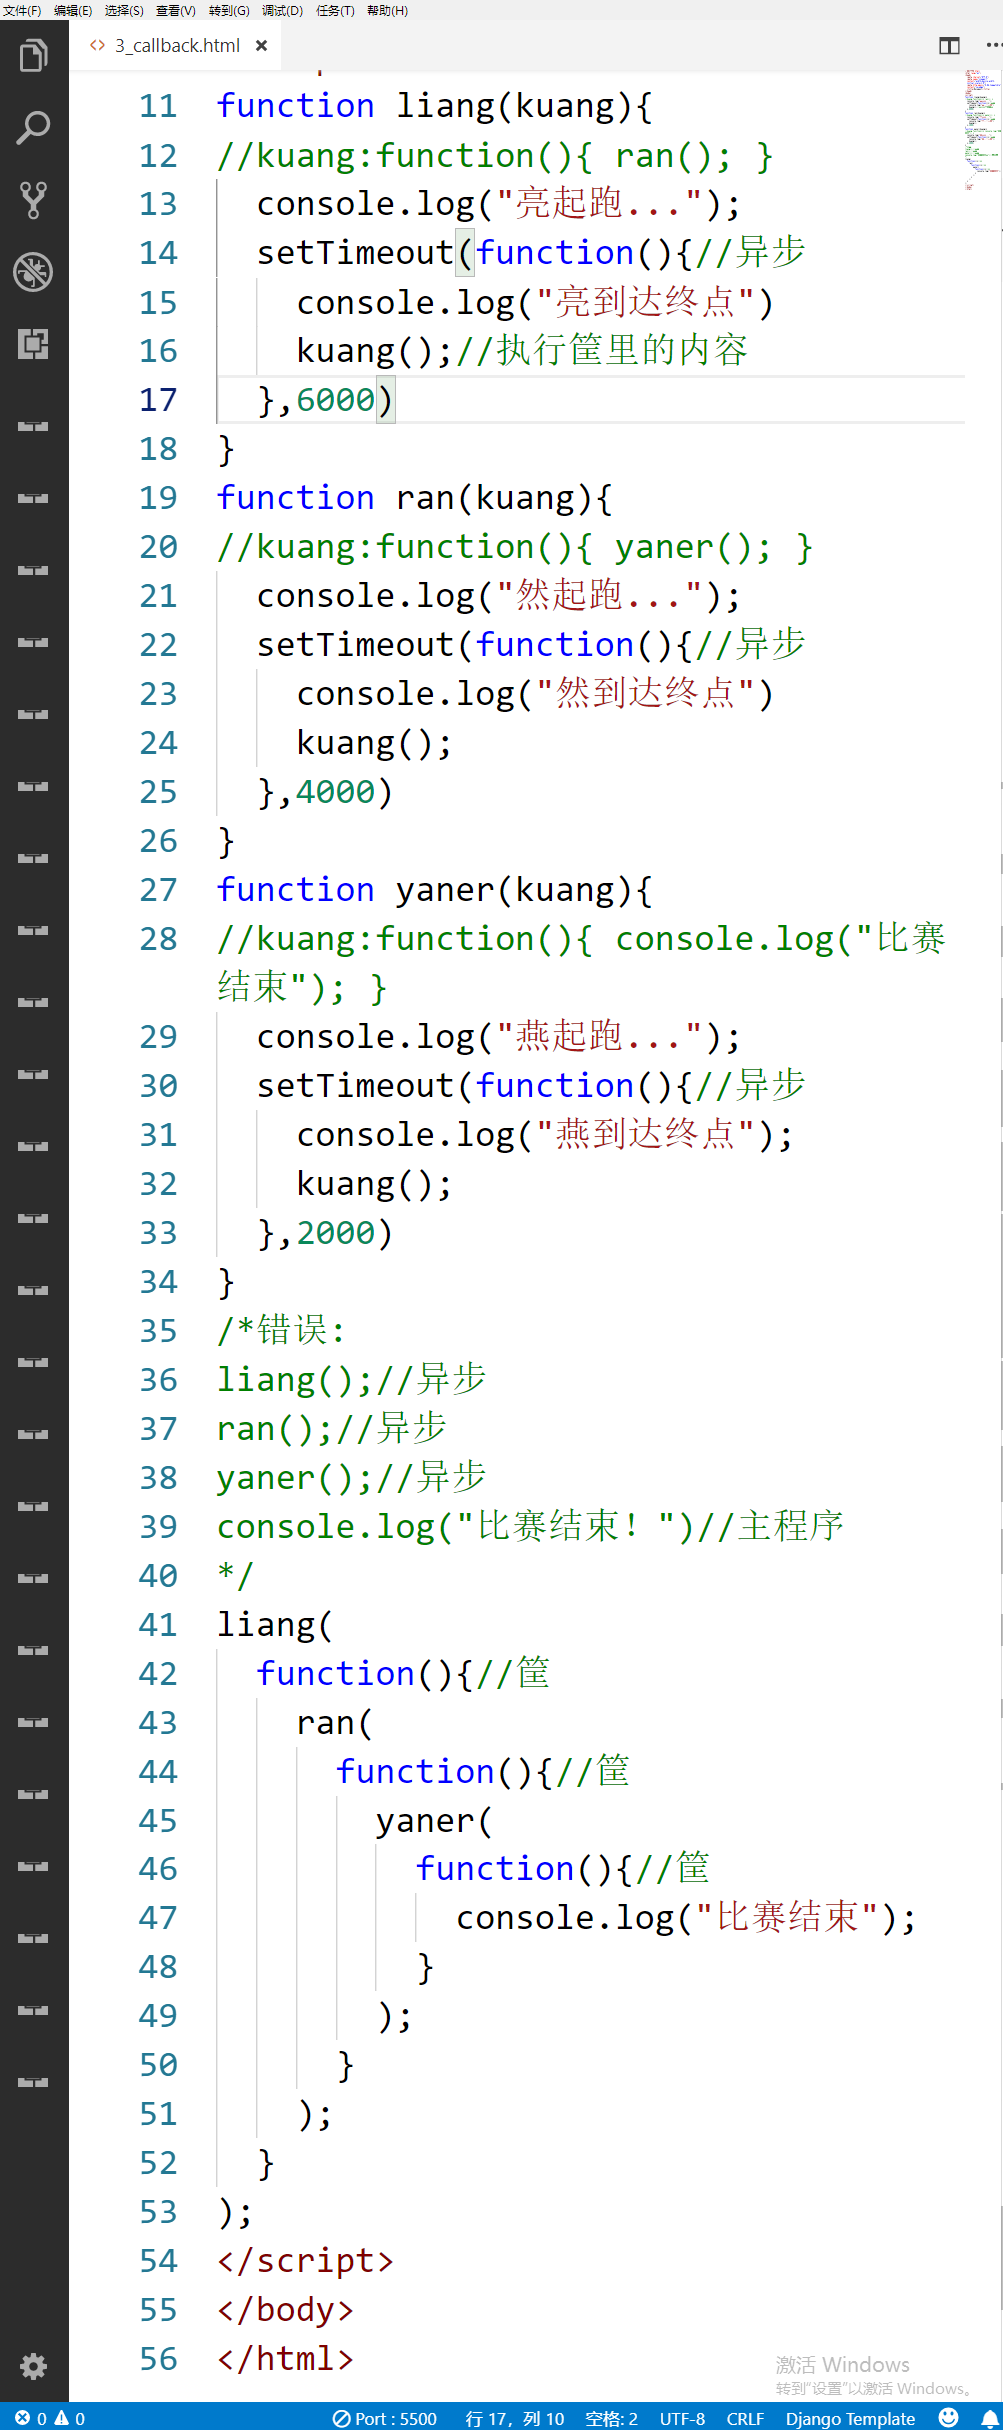 文件(F) 编辑(E) 选择(S) 查看(V) 转到(G) 调试(D) 任务(T) 帮助(H)
<> 3_callback.html ×
11 function liang(kuang){
12 //kuang:function(){ ran(); }
13   console.log("亮起跑...");
14   setTimeout(function(){//异步
15     console.log("亮到达终点")
16     kuang();//执行筐里的内容
17   },6000)
18 }
19 function ran(kuang){
20 //kuang:function(){ yaner(); }
21   console.log("然起跑...");
22   setTimeout(function(){//异步
23     console.log("然到达终点")
24     kuang();
25   },4000)
26 }
27 function yaner(kuang){
28 //kuang:function(){ console.log("比赛
结束"); }
29   console.log("燕起跑...");
30   setTimeout(function(){//异步
31     console.log("燕到达终点");
32     kuang();
33   },2000)
34 }
35 /*错误:
36 liang();//异步
37 ran();//异步
38 yaner();//异步
39 console.log("比赛结束！")//主程序
40 */
41 liang(
42   function(){//筐
43     ran(
44       function(){//筐
45         yaner(
46           function(){//筐
47             console.log("比赛结束");
48           }
49         );
50       }
51     );
52   }
53 );
54 </script>
55 </body>
56 </html>
激活 Windows
转到"设置"以激活 Windows。
0 0 Port : 5500 行 17，列 10 空格: 2 UTF-8 CRLF Django Template